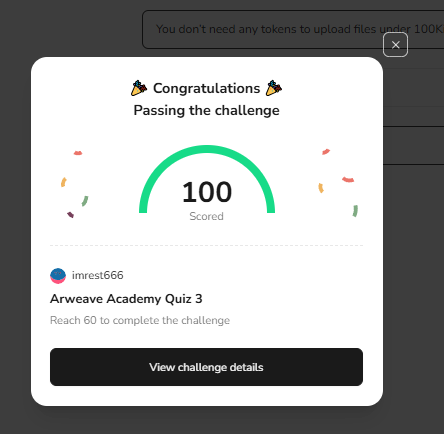 You don't need any tokens to upload files under 100K
🎉 Congratulations 🎉
Passing the challenge
100
Scored
imrest666
Arweave Academy Quiz 3
Reach 60 to complete the challenge
View challenge details